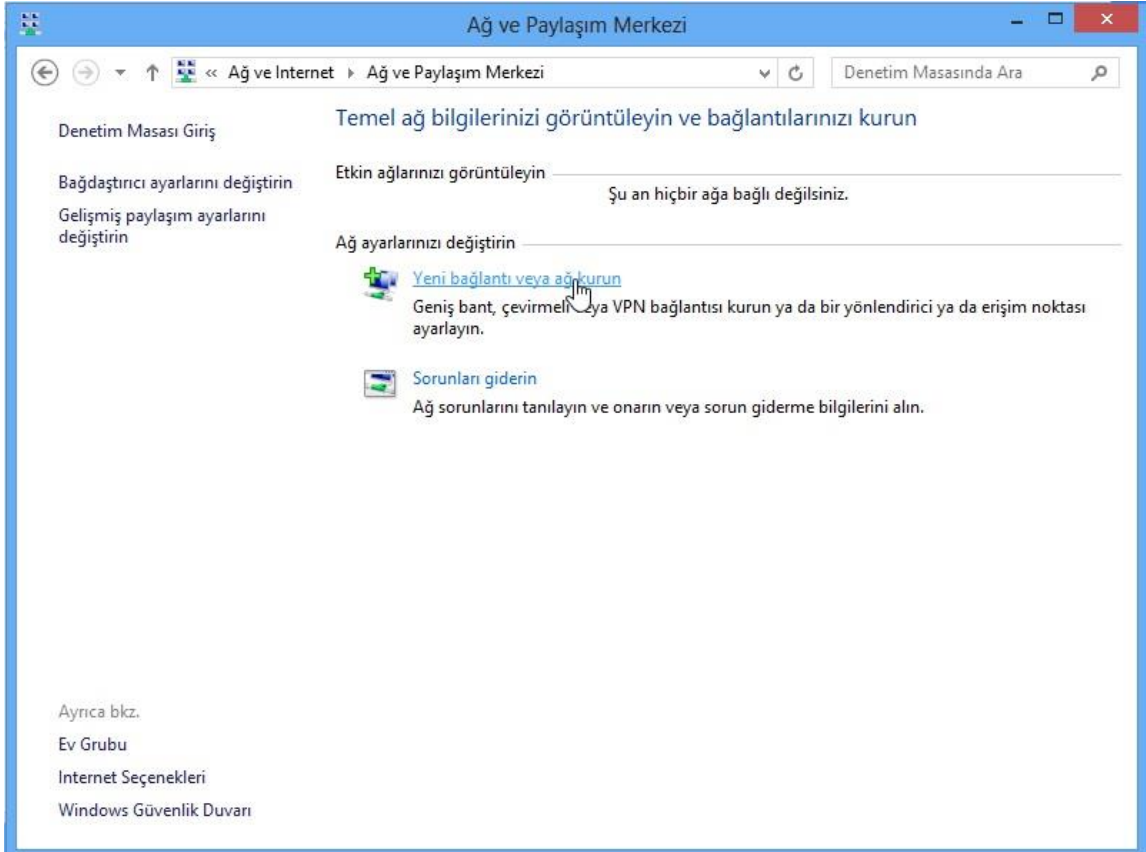 Ağ ve Paylaşım Merkezi
« Ağ ve Internet ▸ Ağ ve Paylaşım Merkezi
Denetim Masasında Ara
Denetim Masası Giriş
Bağdaştırıcı ayarlarını değiştirin
Gelişmiş paylaşım ayarlarını
değiştirin
Temel ağ bilgilerinizi görüntüleyin ve bağlantılarınızı kurun
Etkin ağlarınızı görüntüleyin
Şu an hiçbir ağa bağlı değilsiniz.
Ağ ayarlarınızı değiştirin
Yeni bağlantı veya ağ kurun
Geniş bant, çevirmeli veya VPN bağlantısı kurun ya da bir yönlendirici ya da erişim noktası
ayarlayın.
Sorunları giderin
Ağ sorunlarını tanılayın ve onarın veya sorun giderme bilgilerini alın.
Ayrıca bkz.
Ev Grubu
Internet Seçenekleri
Windows Güvenlik Duvarı